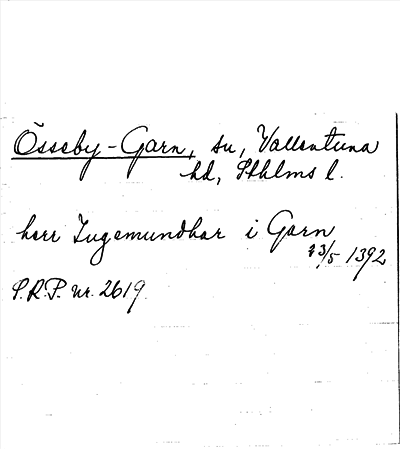 Össeby-Garn, sn, Vallentuna
hd, Sthlms l.
herr Ingemundhar i Garn
23/5 1392
S.R.P. nr. 2619.